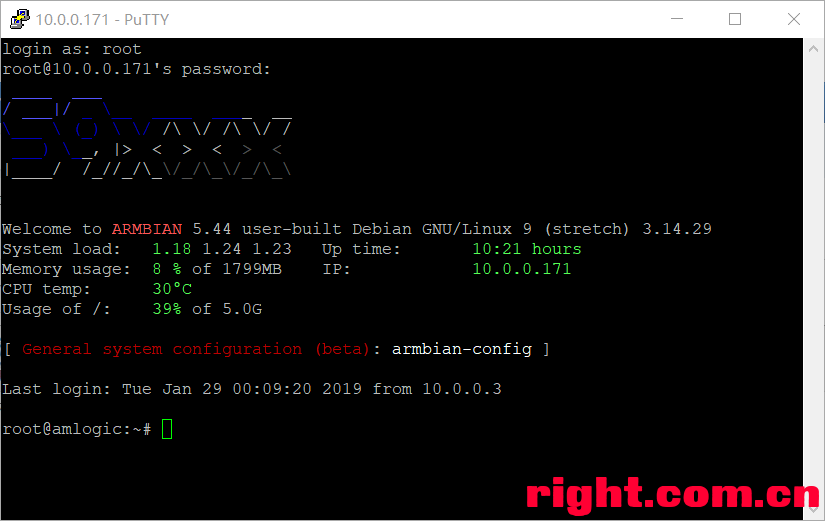 10.0.0.171 - PuTTY
login as: root
root@10.0.0.171's password:
S9xxx
Welcome to ARMBIAN 5.44 user-built Debian GNU/Linux 9 (stretch) 3.14.29
System load:   1.18 1.24 1.23   Up time:       10:21 hours
Memory usage:  8 % of 1799MB    IP:            10.0.0.171
CPU temp:      30°C
Usage of /:    39% of 5.0G
[ General system configuration (beta): armbian-config ]
Last login: Tue Jan 29 00:09:20 2019 from 10.0.0.3
root@amlogic:~#
right.com.cn